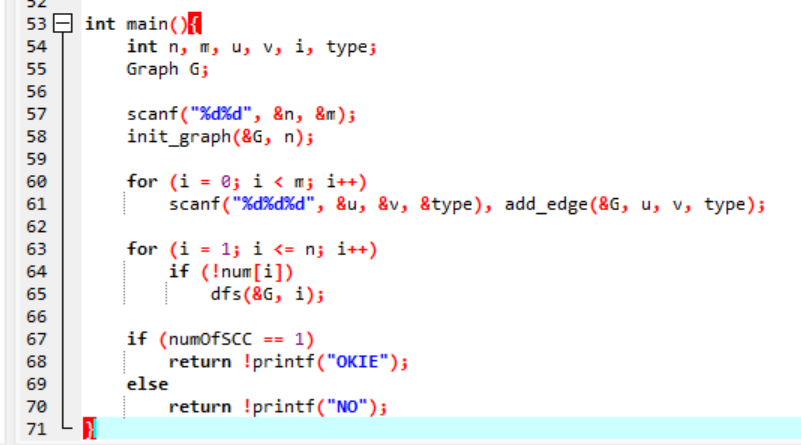 52
53 int main(){
54 int n, m, u, v, i, type;
55 Graph G;
56
57 scanf("%d%d", &n, &m);
58 init_graph(&G, n);
59
60 for (i = 0; i < m; i++)
61 scanf("%d%d%d", &u, &v, &type), add_edge(&G, u, v, type);
62
63 for (i = 1; i <= n; i++)
64 if (!num[i])
65 dfs(&G, i);
66
67 if (numOfSCC == 1)
68 return !printf("OKIE");
69 else
70 return !printf("NO");
71 }